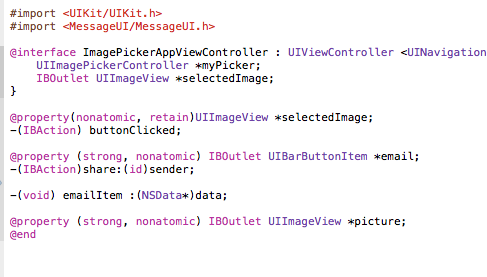 #import <UIKit/UIKit.h>
#import <MessageUI/MessageUI.h>
@interface ImagePickerAppViewController : UIViewController <UINavigation
UIImagePickerController *myPicker;
IBOutlet UIImageView *selectedImage;
}
@property(nonatomic, retain)UIImageView *selectedImage;
-(IBAction) buttonClicked;
@property (strong, nonatomic) IBOutlet UIBarButtonItem *email;
-(IBAction)share:(id)sender;
-(void) emailItem :(NSData*)data;
@property (strong, nonatomic) IBOutlet UIImageView *picture;
@end